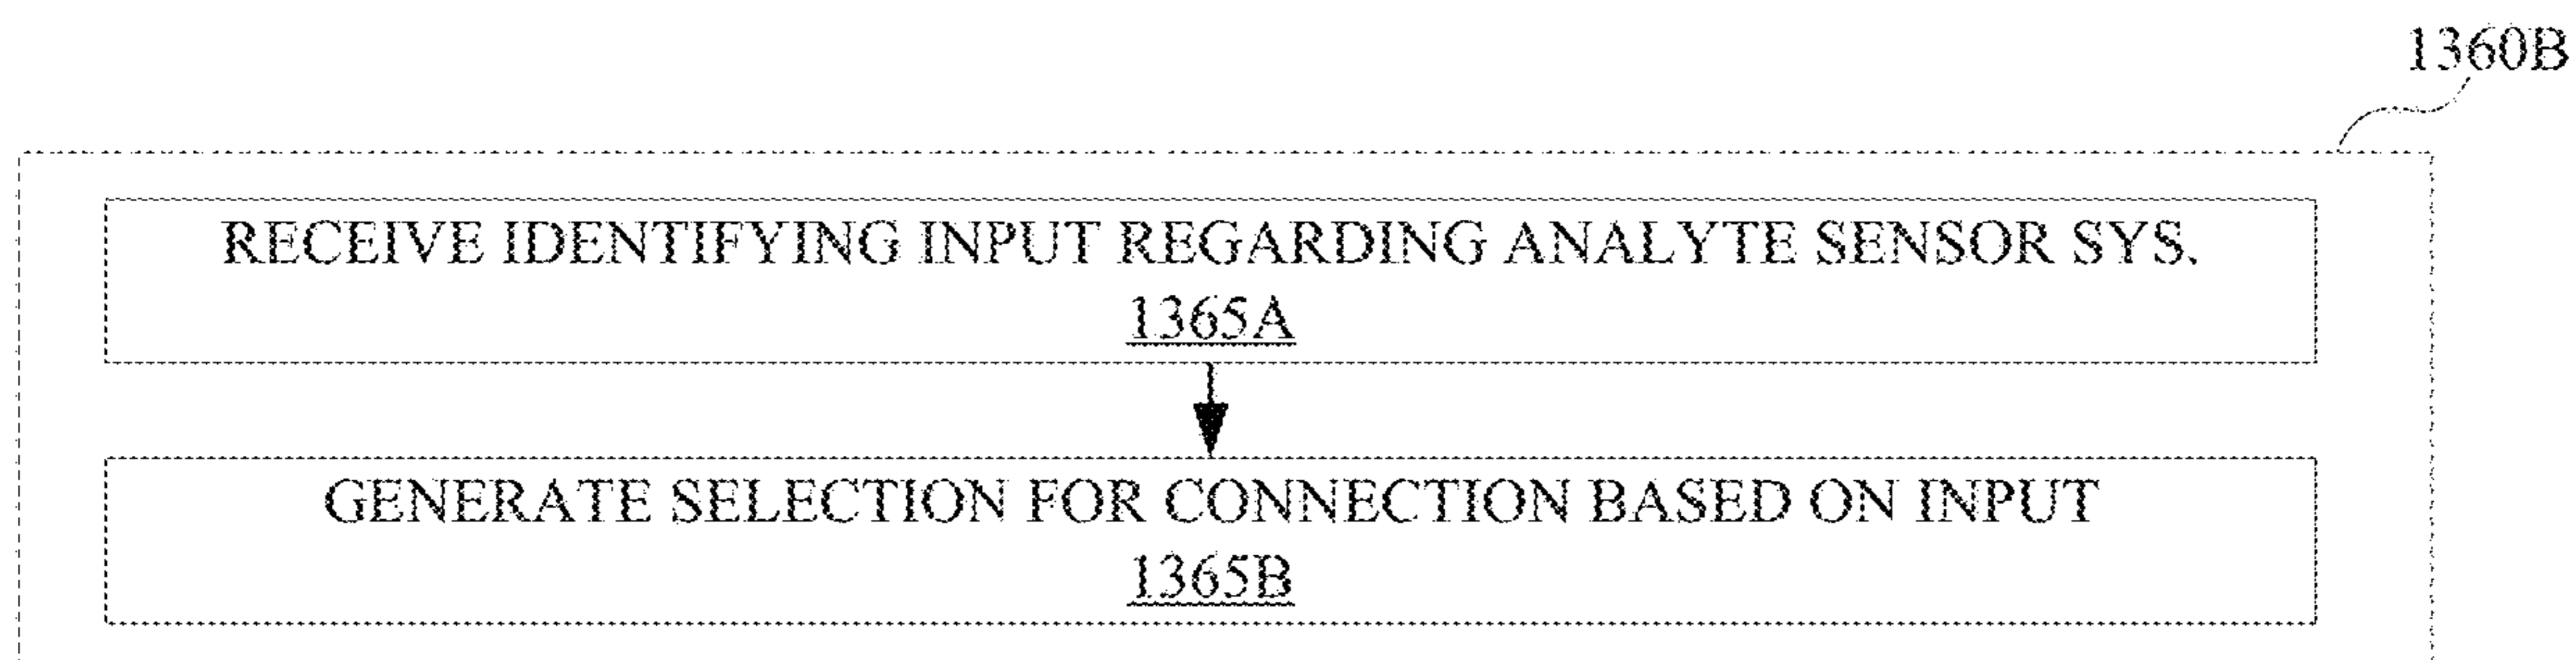 1360B
RECEIVE IDENTIFYING INPUT REGARDING ANALYTE SENSOR SYS.
1365A
GENERATE SELECTION FOR CONNECTION BASED ON INPUT
1365B